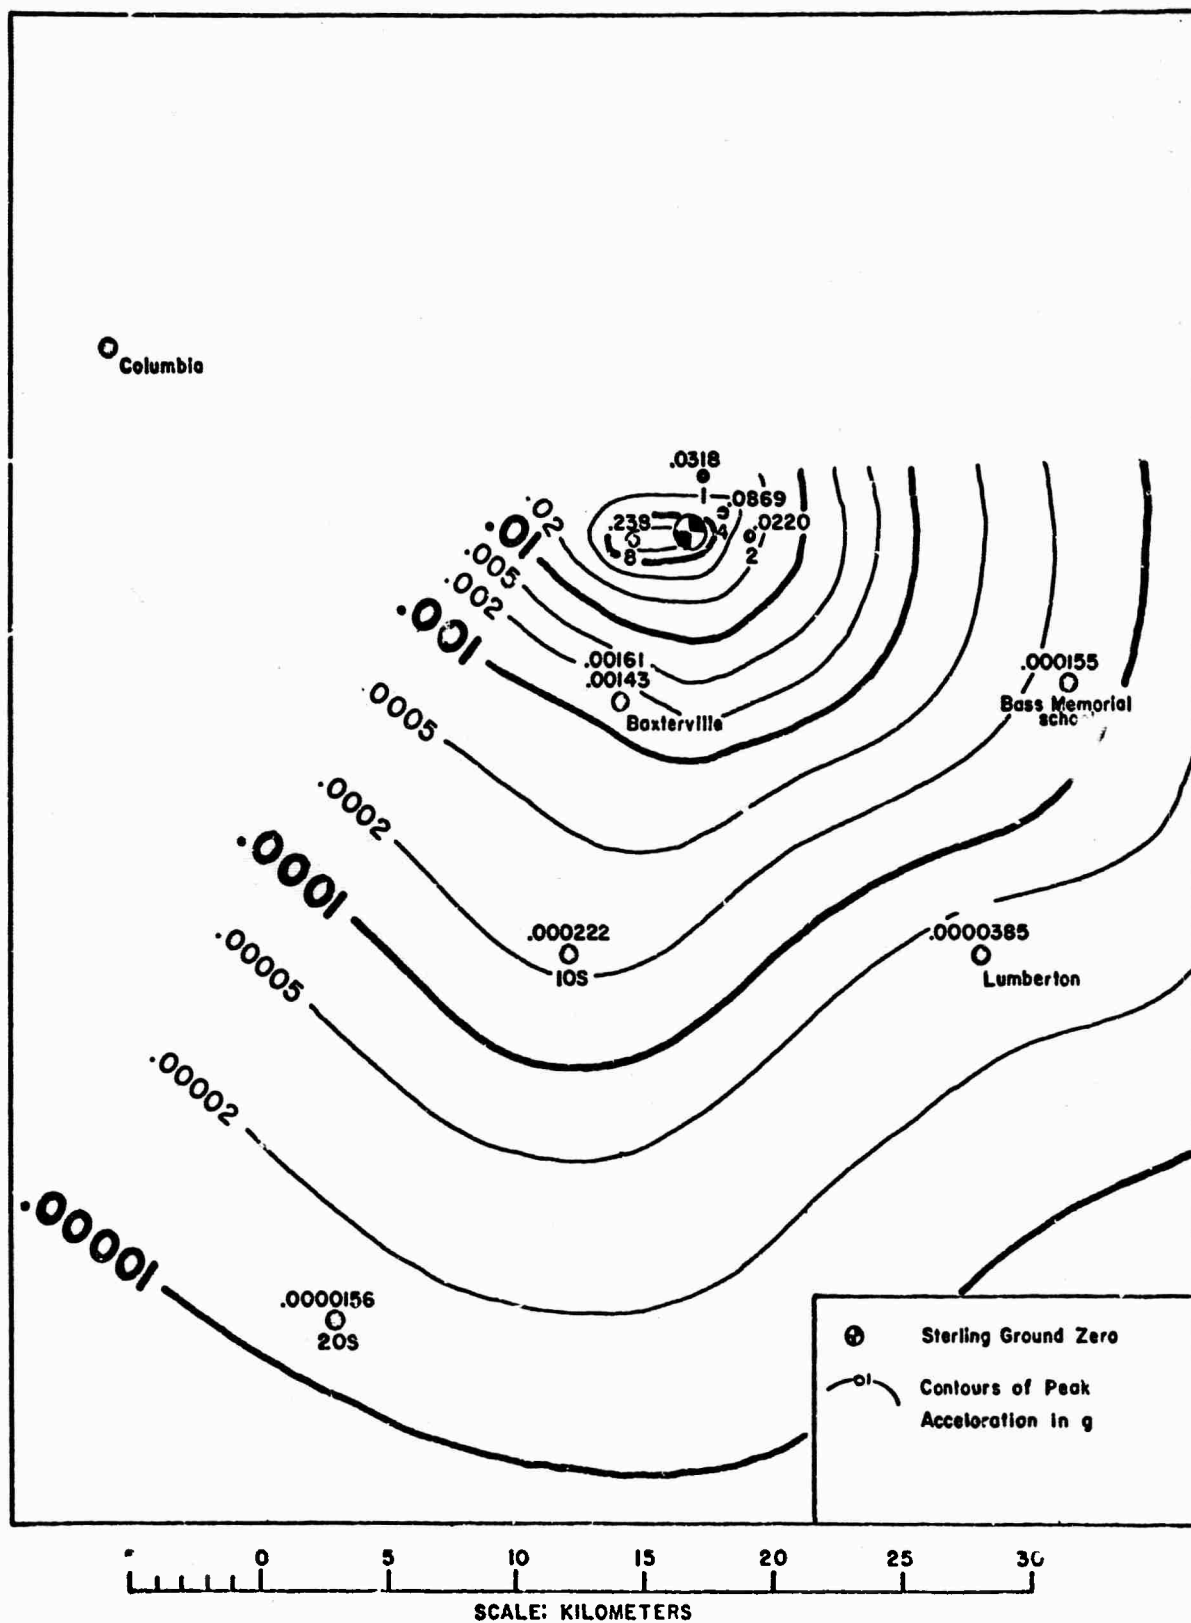 Columbia
.0318
1
.0869
.02
.238
4
.0220
.01
8
2
.005
.002
.001
.00161
.000155
.00143
.0005
Bass Memorial
Baxterville
.0002
.0001
.000222
.0000385
10S
Lumberton
.00005
.00002
.00001
.0000156
20S
Sterling Ground Zero
.01
Contours of Peak
Acceloration in g
0 5 10 15 20 25
SCALE: KILOMETERS